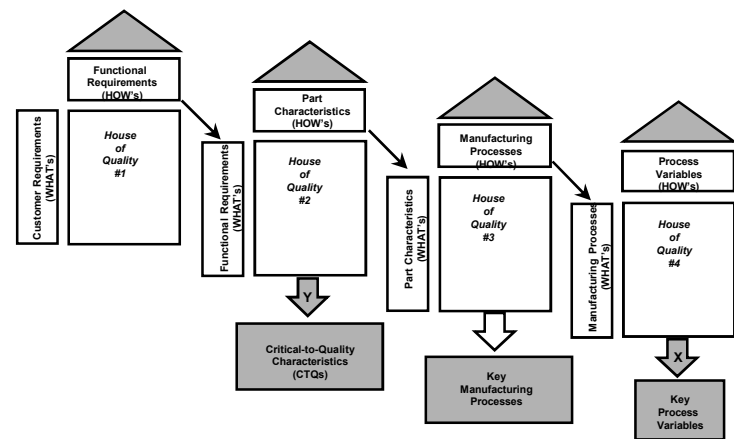 Functional
Requirements
(HOW's)
Customer Requirements
(WHAT's)
House
of
Quality
#1
Part
Characteristics
(HOW's)
Functional Requirements
(WHAT's)
House
of
Quality
#2
Y
Critical-to-Quality
Characteristics
(CTQs)
Manufacturing
Processes
(HOW's)
Part Characteristics
(WHAT's)
House
of
Quality
#3
Key
Manufacturing
Processes
Process
Variables
(HOW's)
Manufacturing Processes
(WHAT's)
House
of
Quality
#4
X
Key
Process
Variables